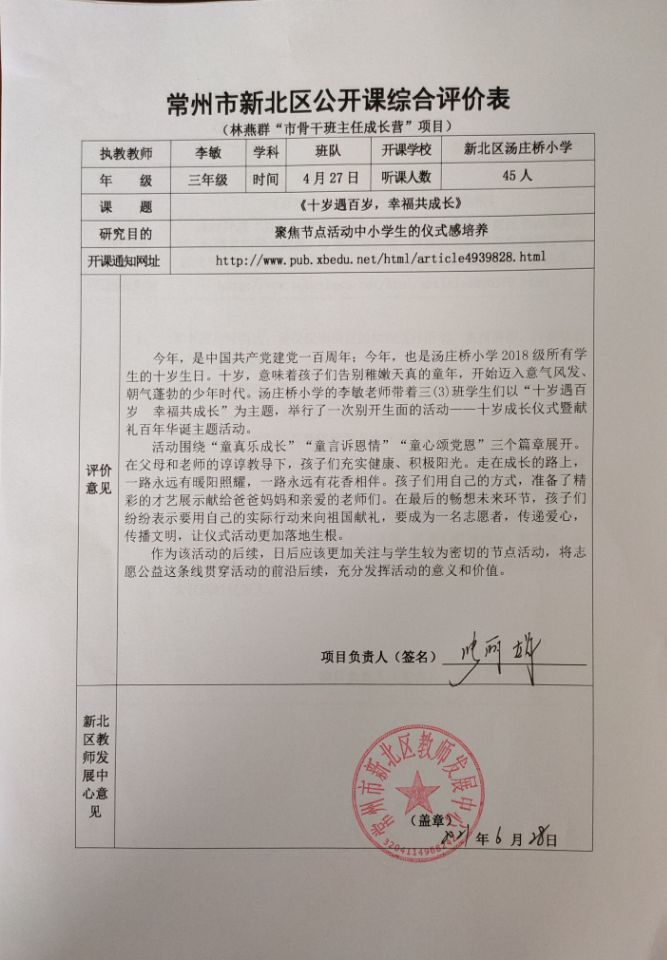 常州市新北区公开课综合评价表
（林燕群“市骨干班主任成长营”项目）
执教教师 李敏 学科 班队 开课学校 新北区汤庄桥小学
年　级 三年级 时间 4月27日 听课人数 45人
课　题 《十岁遇百岁，幸福共成长》
研究目的 聚焦节点活动中小学生的仪式感培养
开课通知网址 http://www.pub.xbedu.net/html/article4939828.html
评价
意见
今年，是中国共产党建党一百周年；今年，也是汤庄桥小学2018级所有学
生的十岁生日。十岁，意味着孩子们告别稚嫩天真的童年，开始迈入意气风发、
朝气蓬勃的少年时代。汤庄桥小学的李敏老师带着三(3)班学生们以“十岁遇百
岁　幸福共成长”为主题，举行了一次别开生面的活动——十岁成长仪式暨献
礼百年华诞主题活动。
活动围绕“童真乐成长”“童言诉恩情”“童心颂党恩”三个篇章展开。
在父母和老师的谆谆教导下，孩子们充实健康、积极阳光。走在成长的路上，
一路永远有暖阳照耀，一路永远有花香相伴。孩子们用自己的方式，准备了精
彩的才艺展示献给爸爸妈妈和亲爱的老师们。在最后的畅想未来环节，孩子们
纷纷表示要用自己的实际行动来向祖国献礼，要成为一名志愿者，传递爱心，
传播文明，让仪式活动更加落地生根。
作为该活动的后续，日后应该更加关注与学生较为密切的节点活动，将志
愿公益这条线贯穿活动的前沿后续，充分发挥活动的意义和价值。
项目负责人（签名）
新北
区教
师发
展中
心意
见
常州市新北区教师发展中心
（盖章）
2021年6月28日